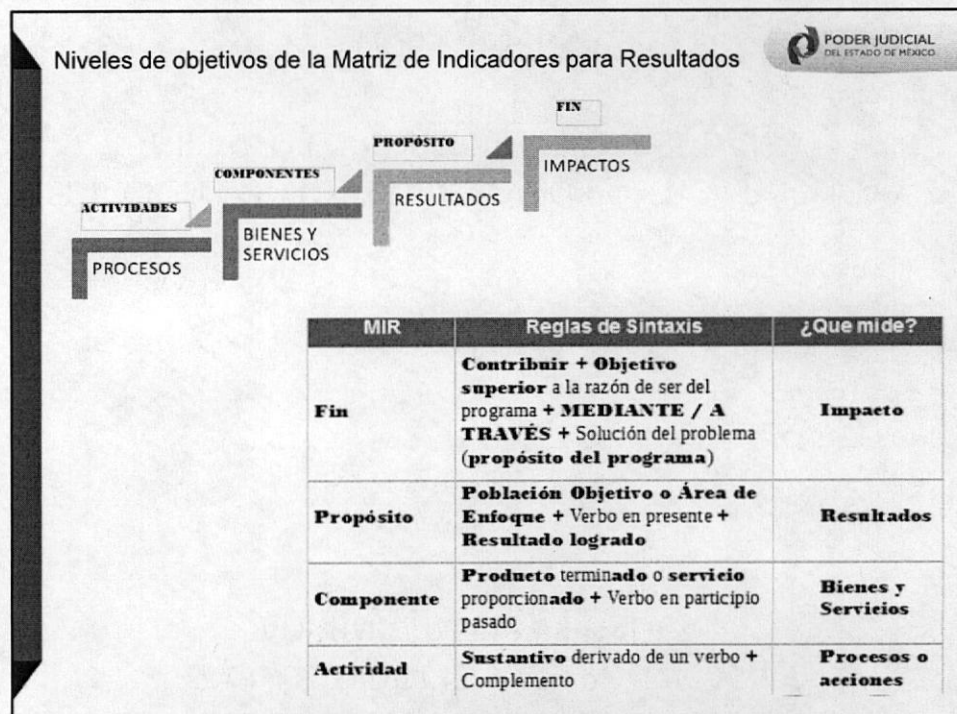 Niveles de objetivos de la Matriz de Indicadores para Resultados
PODER JUDICIAL
DEL ESTADO DE MÉXICO
FIN
IMPACTOS
PROPÓSITO
RESULTADOS
COMPONENTES
BIENES Y
SERVICIOS
ACTIVIDADES
PROCESOS
MIR
Reglas de Sintaxis
¿Que mide?
Fin
Contribuir + Objetivo
superior a la razón de ser del
programa + MEDIANTE / A
TRAVÉS + Solución del problema
(propósito del programa)
Impacto
Propósito
Población Objetivo o Área de
Enfoque + Verbo en presente +
Resultado logrado
Resultados
Componente
Producto terminado o servicio
proporcionado + Verbo en participio
pasado
Bienes y
Servicios
Actividad
Sustantivo derivado de un verbo +
Complemento
Procesos o
acciones